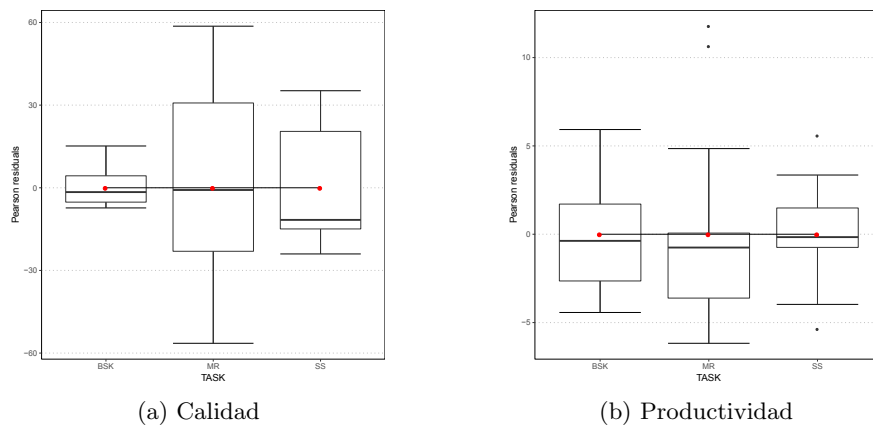 60
30
0
−30
−60
Pearson residuals
BSK MR SS
TASK
(a) Calidad
10
5
0
−5
Pearson residuals
BSK MR SS
TASK
(b) Productividad